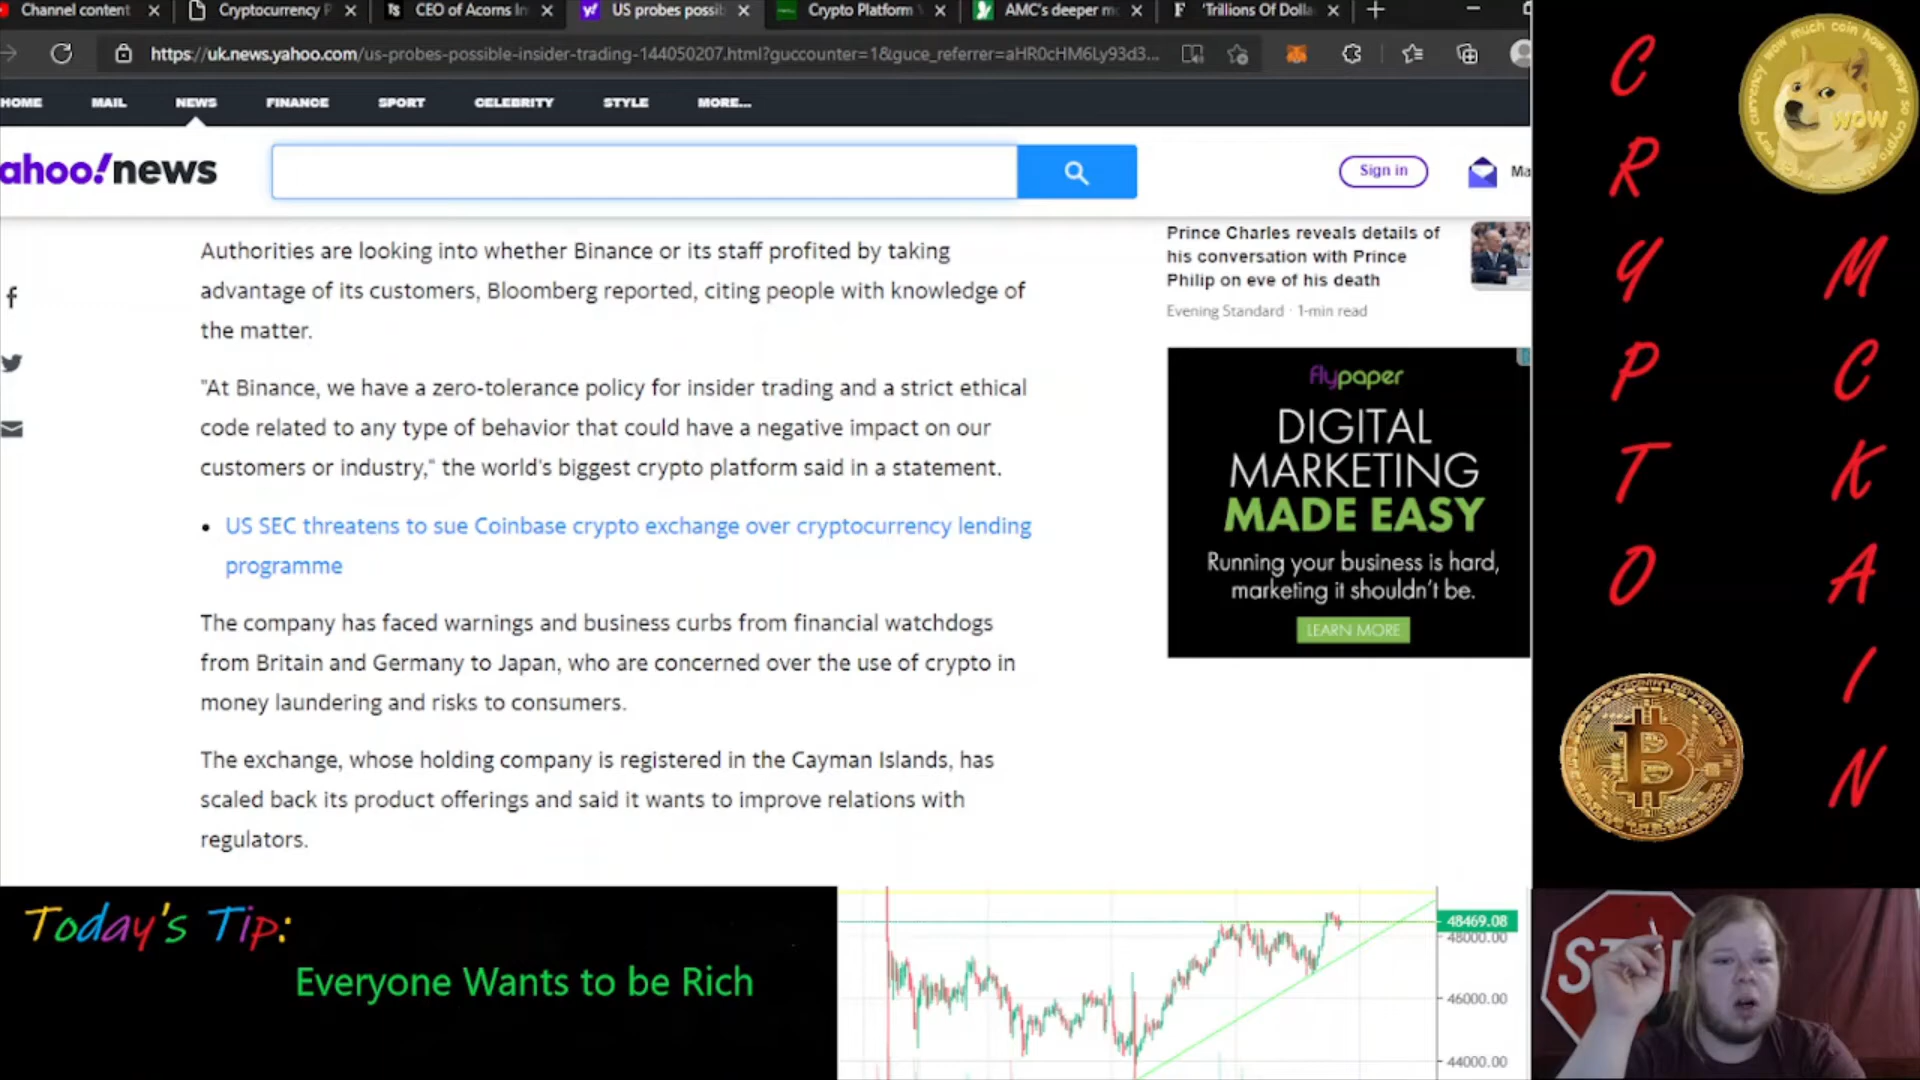 Channel content
Cryptocurrency P
CEO of Acorns In
US probes possib
Crypto Platform
AMC's deeper m
'Trillions Of Dolla
https://uk.news.yahoo.com/us-probes-possible-insider-trading-144050207.html?guccounter=1&guce_referrer=aHR0cHM6Ly93d3...
HOME MAIL NEWS FINANCE SPORT CELEBRITY STYLE MORE...
ahoo!news
Sign in
Ma
Authorities are looking into whether Binance or its staff profited by taking
advantage of its customers, Bloomberg reported, citing people with knowledge of
the matter.
"At Binance, we have a zero-tolerance policy for insider trading and a strict ethical
code related to any type of behavior that could have a negative impact on our
customers or industry," the world's biggest crypto platform said in a statement.
• US SEC threatens to sue Coinbase crypto exchange over cryptocurrency lending
programme
The company has faced warnings and business curbs from financial watchdogs
from Britain and Germany to Japan, who are concerned over the use of crypto in
money laundering and risks to consumers.
The exchange, whose holding company is registered in the Cayman Islands, has
scaled back its product offerings and said it wants to improve relations with
regulators.
Prince Charles reveals details of
his conversation with Prince
Philip on eve of his death
Evening Standard · 1-min read
flypaper
DIGITAL
MARKETING
MADE EASY
Running your business is hard,
marketing it shouldn't be.
LEARN MORE
CRYPTO
MCKAIN
WOW
Today's Tip:
Everyone Wants to be Rich
48469.08
48000.00
46000.00
44000.00